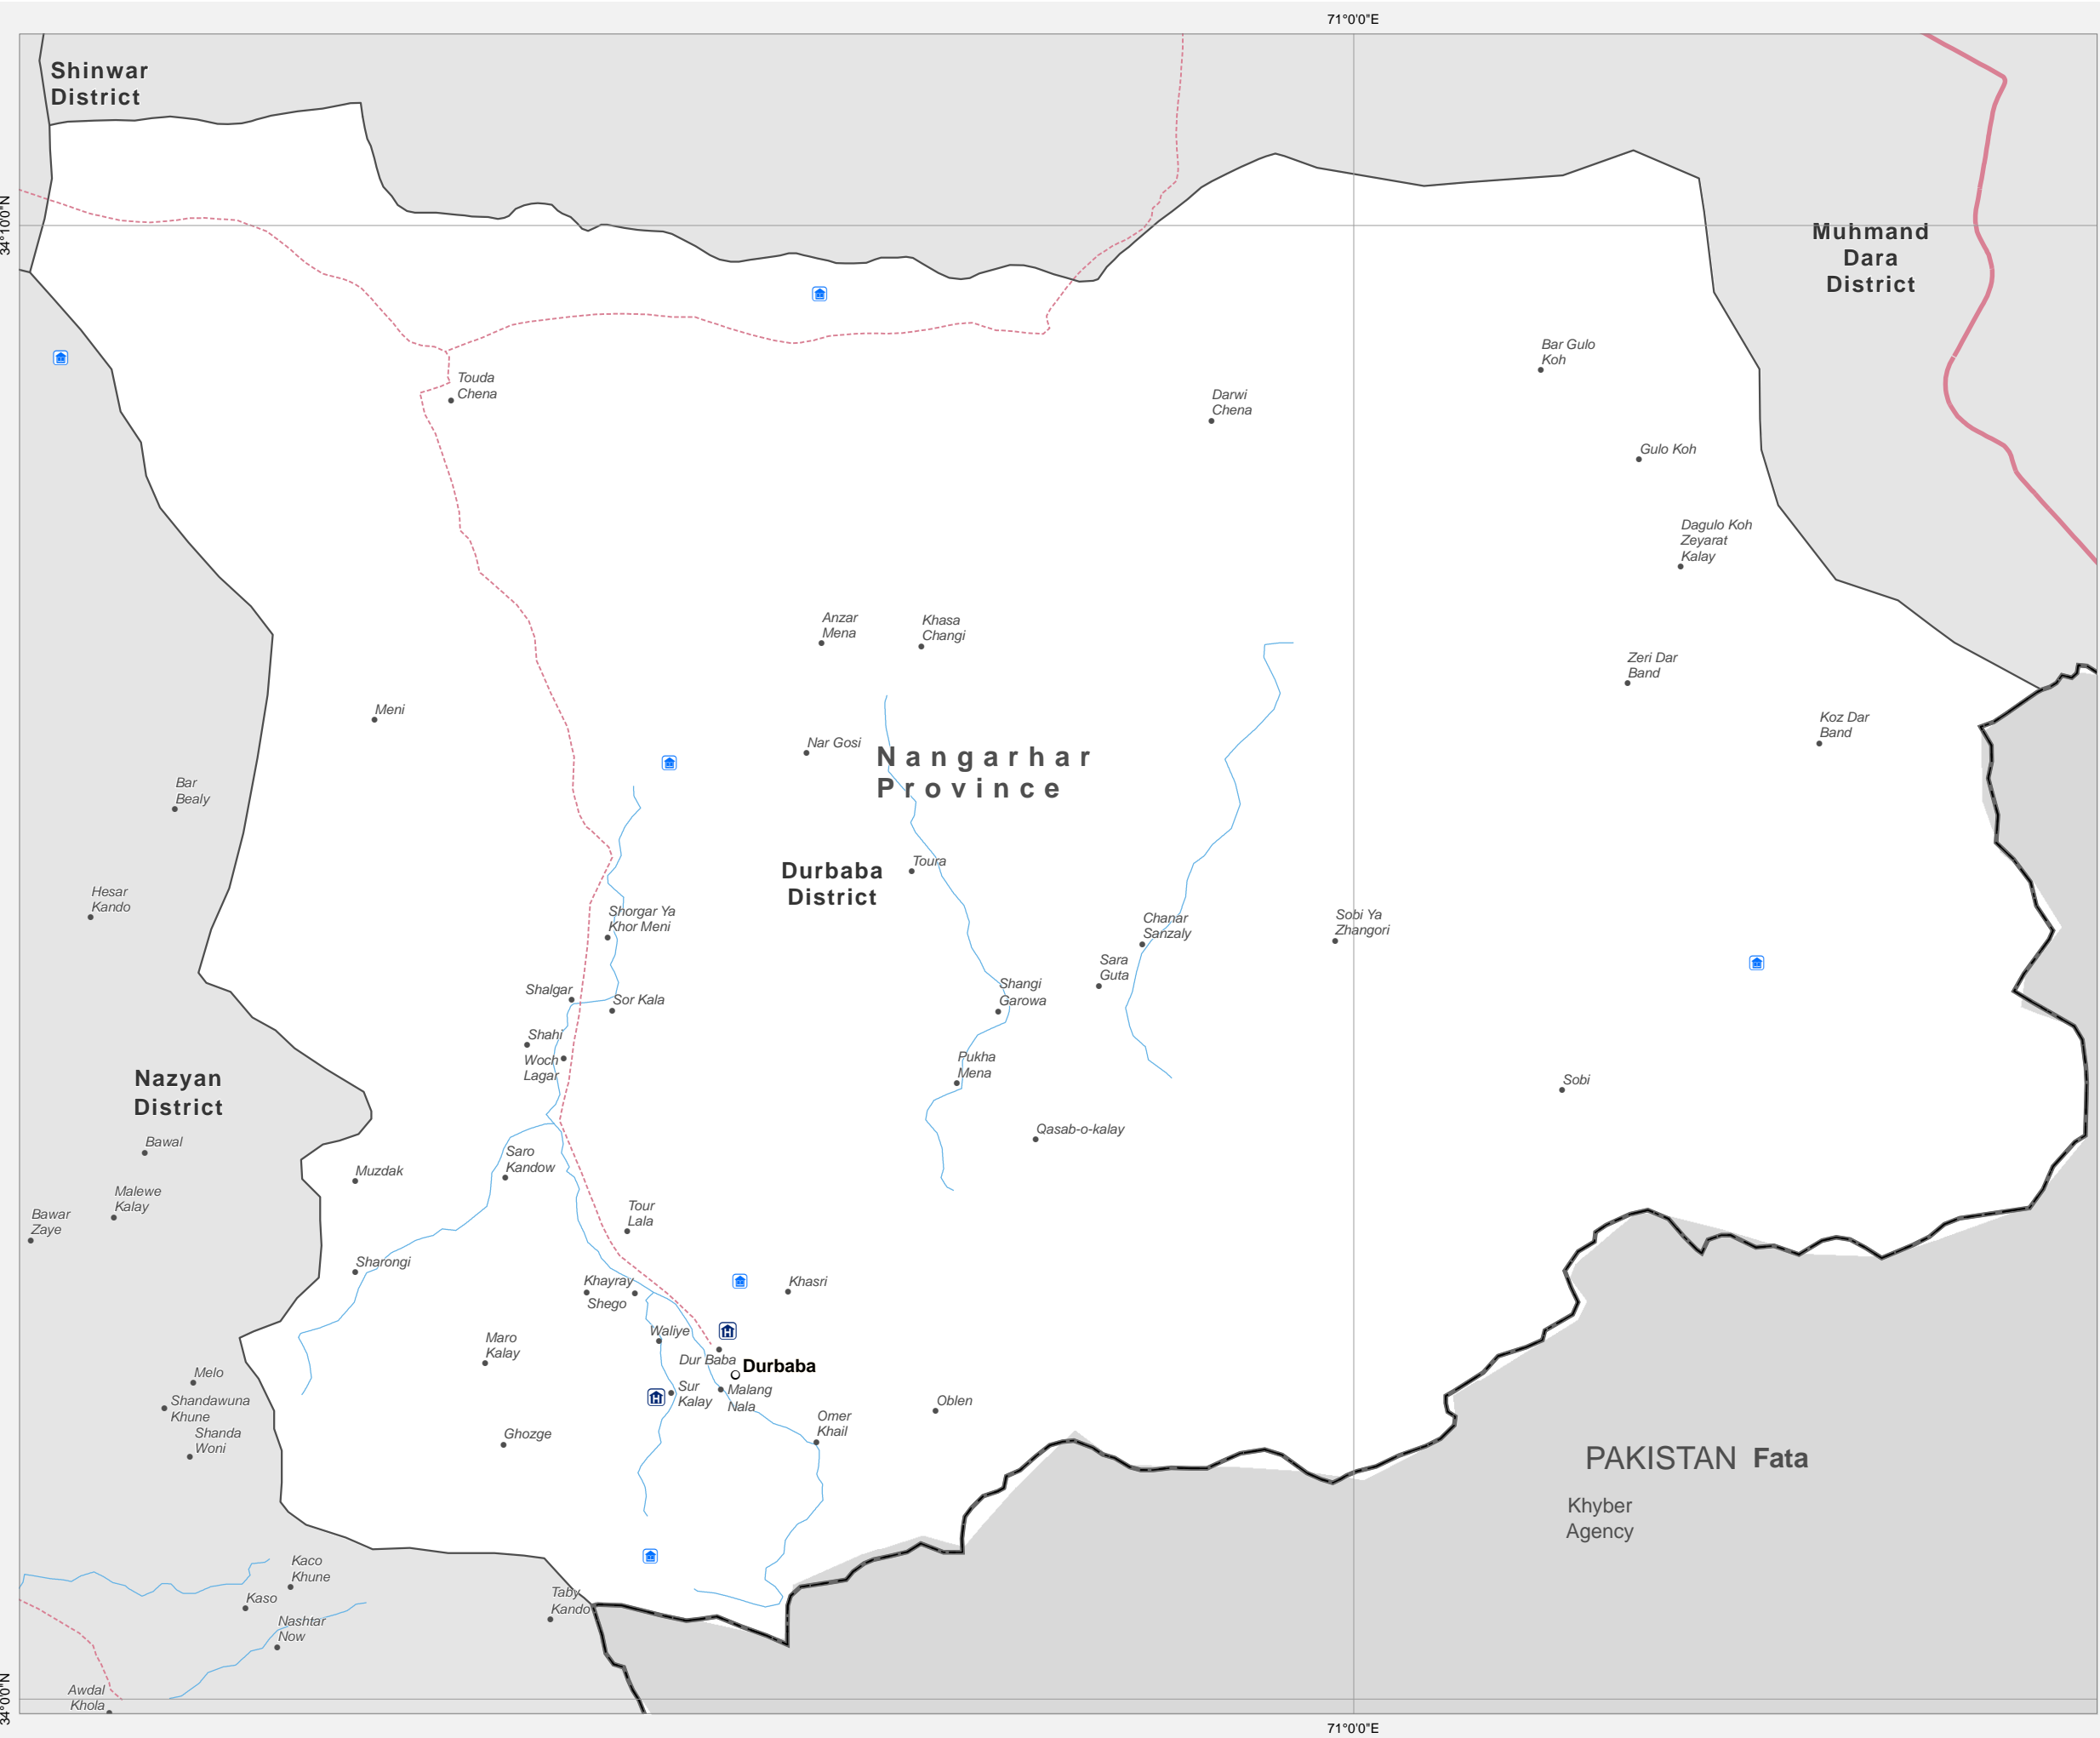 71°0'0"E
Shinwar
District
34°10'0"N
Muhmand
Dara
District
Bar Gulo
Koh
Touda
Chena
Darwi
Chena
Gulo Koh
Dagulo Koh
Zeyarat
Kalay
Anzar
Mena
Khasa
Changi
Zeri Dar
Band
Meni
Koz Dar
Band
Nar Gosi
Nangarhar
Province
Bar
Bealy
Toura
Durbaba
District
Hesar
Kando
Shorgar Ya
Khor Meni
Chanar
Sanzaly
Sobi Ya
Zhangori
Sara
Guta
Shalgar
Sor Kala
Shangi
Garowa
Shahi
Woch
Lagar
Pukha
Mena
Nazyan
District
Sobi
Qasab-o-kalay
Bawal
Saro
Kandow
Muzdak
Malewe
Kalay
Bawar
Zaye
Tour
Lala
Sharongi
Khayray
Shego
Khasri
Waliye
Maro
Kalay
Dur Baba
Durbaba
Melo
Sur
Kalay
Malang
Nala
Shandawuna
Khune
Oblen
Omer
Khail
Shanda
Woni
Ghozge
PAKISTAN Fata
Khyber
Agency
Kaco
Khune
Kaso
Taby
Kando
Nashtar
Now
Awdal
Khola
34°0'0"N
71°0'0"E